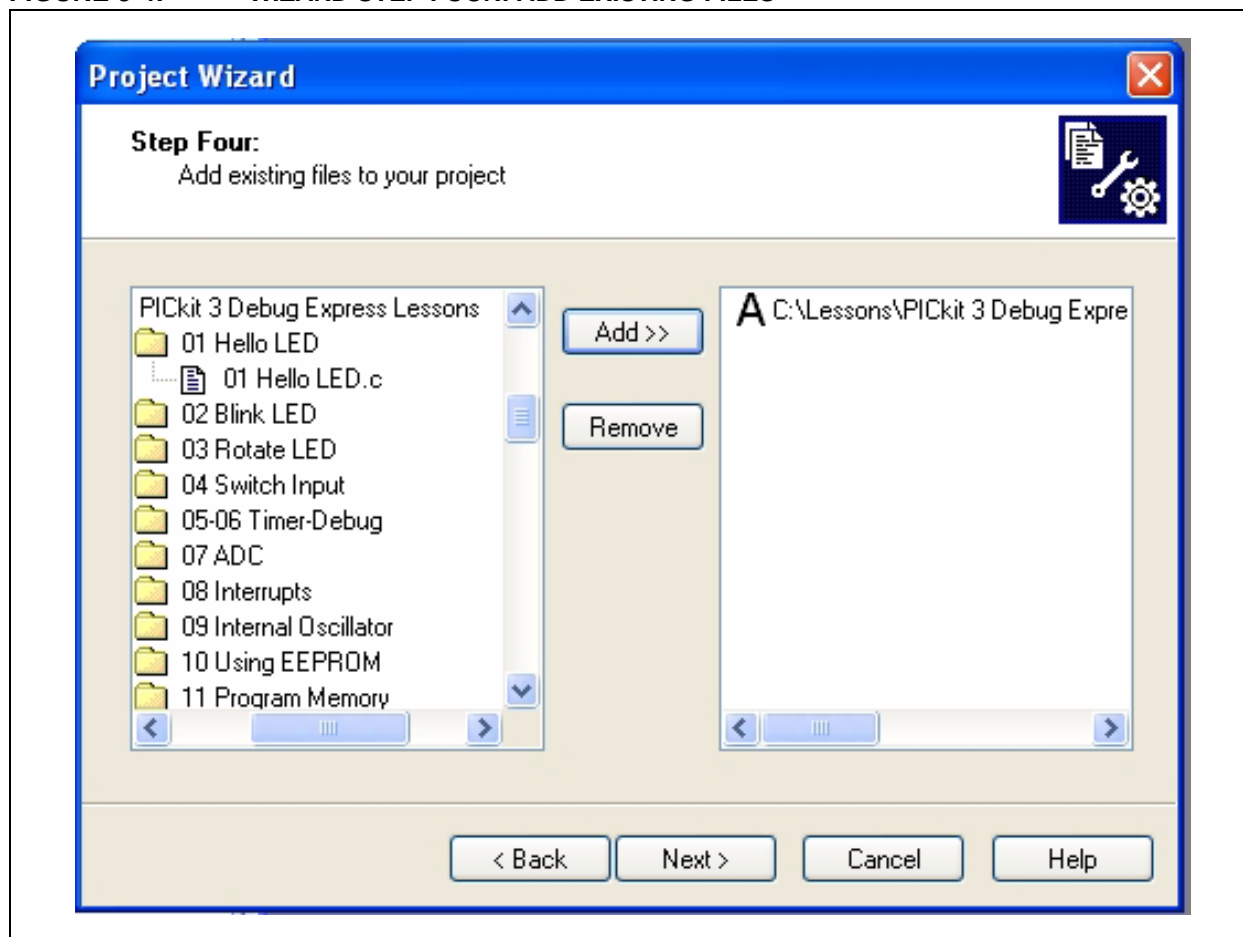 Project Wizard
Step Four:
Add existing files to your project
PICkit 3 Debug Express Lessons
01 Hello LED
01 Hello LED.c
02 Blink LED
03 Rotate LED
04 Switch Input
05-06 Timer-Debug
07 ADC
08 Interrupts
09 Internal Oscillator
10 Using EEPROM
11 Program Memory
Add >>
Remove
A C:\Lessons\PICkit 3 Debug Expre
< Back
Next >
Cancel
Help